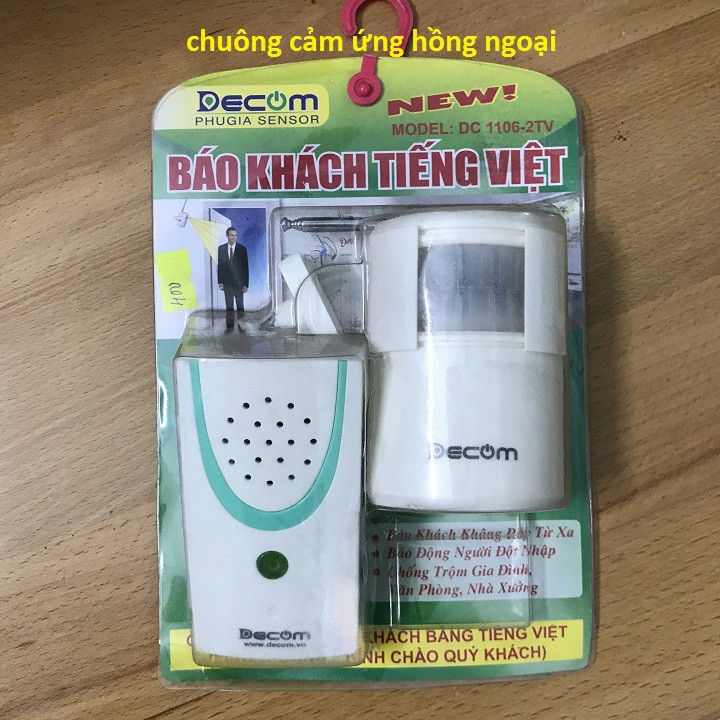 chuông cảm ứng hồng ngoại
DECOM
PHUGIA SENSOR
NEW!
MODEL: DC 1106-2TV
BÁO KHÁCH TIẾNG VIỆT
DECOM
• Báo Khách Không Dây Từ Xa
• Báo Động Người Đột Nhập
• Chống Trộm Gia Đình,
Văn Phòng, Nhà Xưởng
DECOM
www.decom.vn
KHÁCH BẰNG TIẾNG VIỆT
KÍNH CHÀO QUÝ KHÁCH)